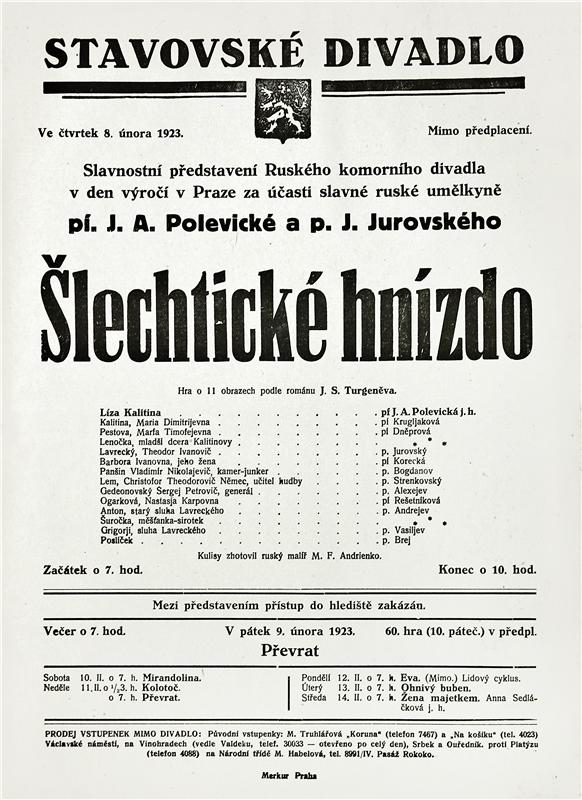 STAVOVSKÉ DIVADLO
Ve čtvrtek 8. února 1923.
Mimo předplacení.
Slavnostní představení Ruského komorního divadla
v den výročí v Praze za účasti slavné ruské umělkyně
pí. J. A. Polevické a p. J. Jurovského
Šlechtické hnízdo
Hra o 11 obrazech podle románu J. S. Turgeněva.
Líza Kalitina . . . . . . . . . . pí J. A. Polevická j. h.
Kalitina, Maria Dimitrijevna . . . . . . . . pí Krugljaková
Pestova, Marfa Timofejevna . . . . . . . . pí Dněprová
Lenočka, mladší dcera Kalitinovy . . . . . . . * * *
Lavrecký, Theodor Ivanovič . . . . . . . . p. Jurovský
Barbora Ivanovna, jeho žena . . . . . . . . pí Korecká
Panšin Vladimír Nikolajevič, kamer-junker . . . . . . p. Bogdanov
Lem, Christofor Theodorovič Němec, učitel hudby . . . . . p. Strenkovský
Gedeonovský Sergej Petrovič, generál . . . . . . . p. Alexejev
Ogarková, Nastasja Karpovna . . . . . . . . pí Rešetníková
Anton, starý sluha Lavreckého . . . . . . . . p. Andrejev
Šuročka, měšťanka-sirotek . . . . . . . . * * *
Grigorji, sluha Lavreckého . . . . . . . . . p. Vasiljev
Poslíček . . . . . . . . . . . p. Brej
Kulisy zhotovil ruský malíř M. F. Andrienko.
Začátek o 7. hod.
Konec o 10. hod.
Mezi představením přístup do hlediště zakázán.
Večer o 7. hod. V pátek 9. února 1923. 60. hra (10. páteč.) v předpl.
Převrat
Sobota 10. II. o 7. h. Mirandolina.
Neděle 11. II. o 1/23. h. Kolotoč.
o 7. h. Převrat.
Pondělí 12. II. o 7. h. Eva. (Mimo.) Lidový cyklus.
Úterý 13. II. o 7. h. Ohnivý buben.
Středa 14. II. o 7. h. Žena majetkem. Anna Sedlá-
čková j. h.
PRODEJ VSTUPENEK MIMO DIVADLO: Původní vstupenky: M. Truhlářová „Koruna“ (telefon 7467) a „Na košíku“ (tel. 4023)
Václavské náměstí, na Vinohradech (vedle Valdeku, telef. 30033 — otevřeno po celý den), Srbek a Ouředník. proti Platýzu
(telefon 4088) na Národní třídě M. Habelová, tel. 8991/IV. Pasáž Rokoko.
Merkur Praha